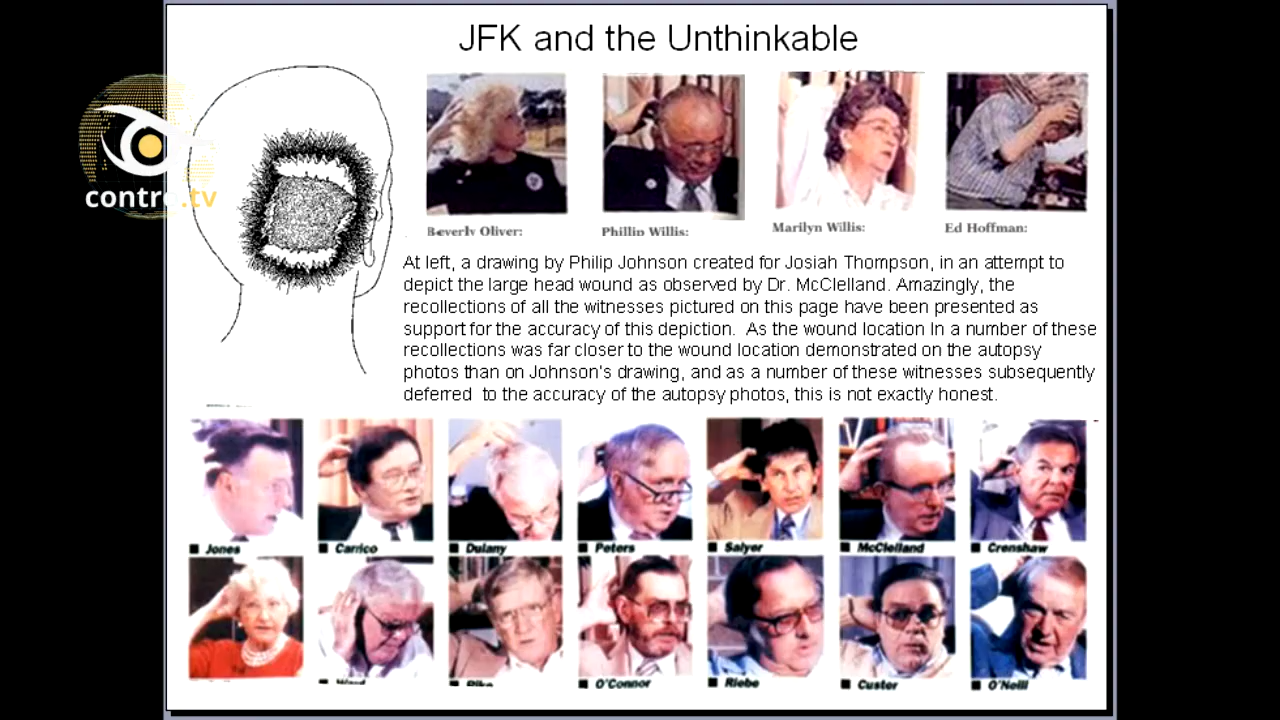 JFK and the Unthinkable
contro.tv
Beverly Oliver:
Phillip Willis:
Marilyn Willis:
Ed Hoffman:
At left, a drawing by Philip Johnson created for Josiah Thompson, in an attempt to
depict the large head wound as observed by Dr. McClelland. Amazingly, the
recollections of all the witnesses pictured on this page have been presented as
support for the accuracy of this depiction. As the wound location In a number of these
recollections was far closer to the wound location demonstrated on the autopsy
photos than on Johnson's drawing, and as a number of these witnesses subsequently
deferred to the accuracy of the autopsy photos, this is not exactly honest.
Jones
Carrico
Dulany
Peters
Salyer
McClelland
Crenshaw
O'Connor
Riebe
Custer
O'Neill